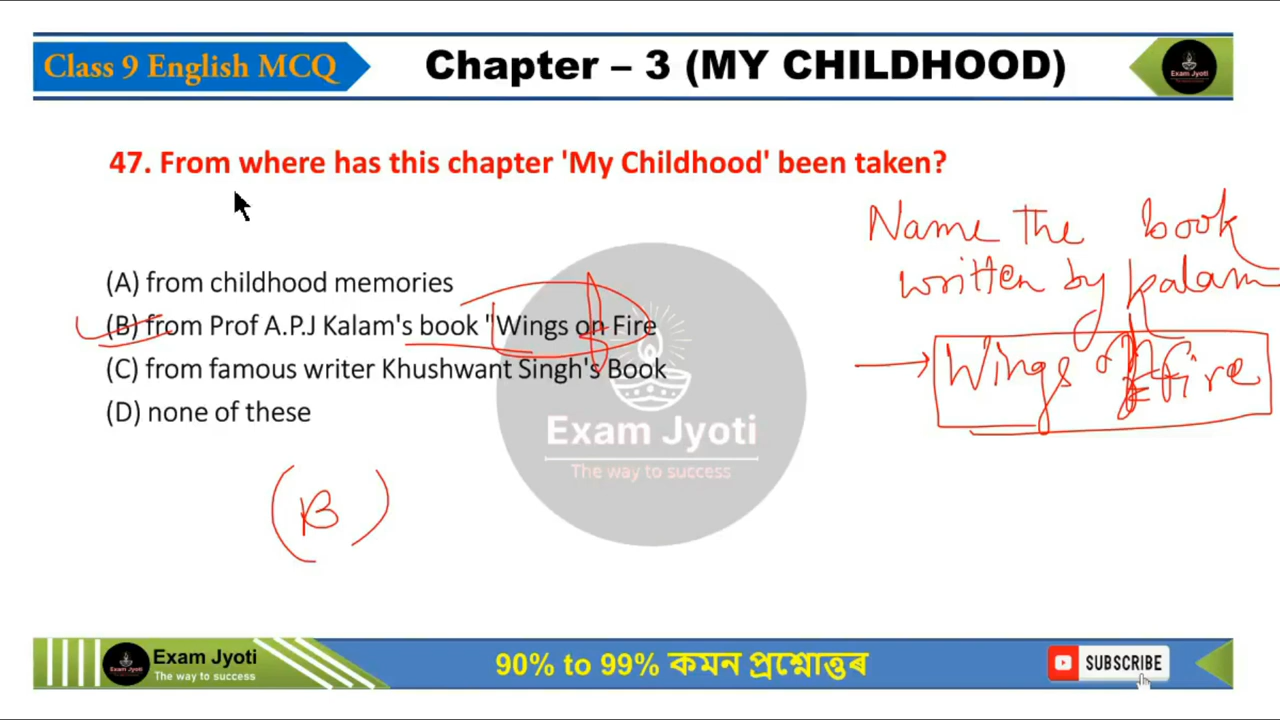 Class 9 English MCQ
Chapter – 3 (MY CHILDHOOD)
Exam Jyoti
47. From where has this chapter 'My Childhood' been taken?
Name the book
written by kalam
(A) from childhood memories
(B) from Prof A.P.J Kalam's book "Wings on Fire
(C) from famous writer Khushwant Singh's Book
(D) none of these
Wings of fire
Exam Jyoti
The way to success
(B)
Exam Jyoti
The way to success
90% to 99% কমন প্ৰশ্নোত্তৰ
SUBSCRIBE